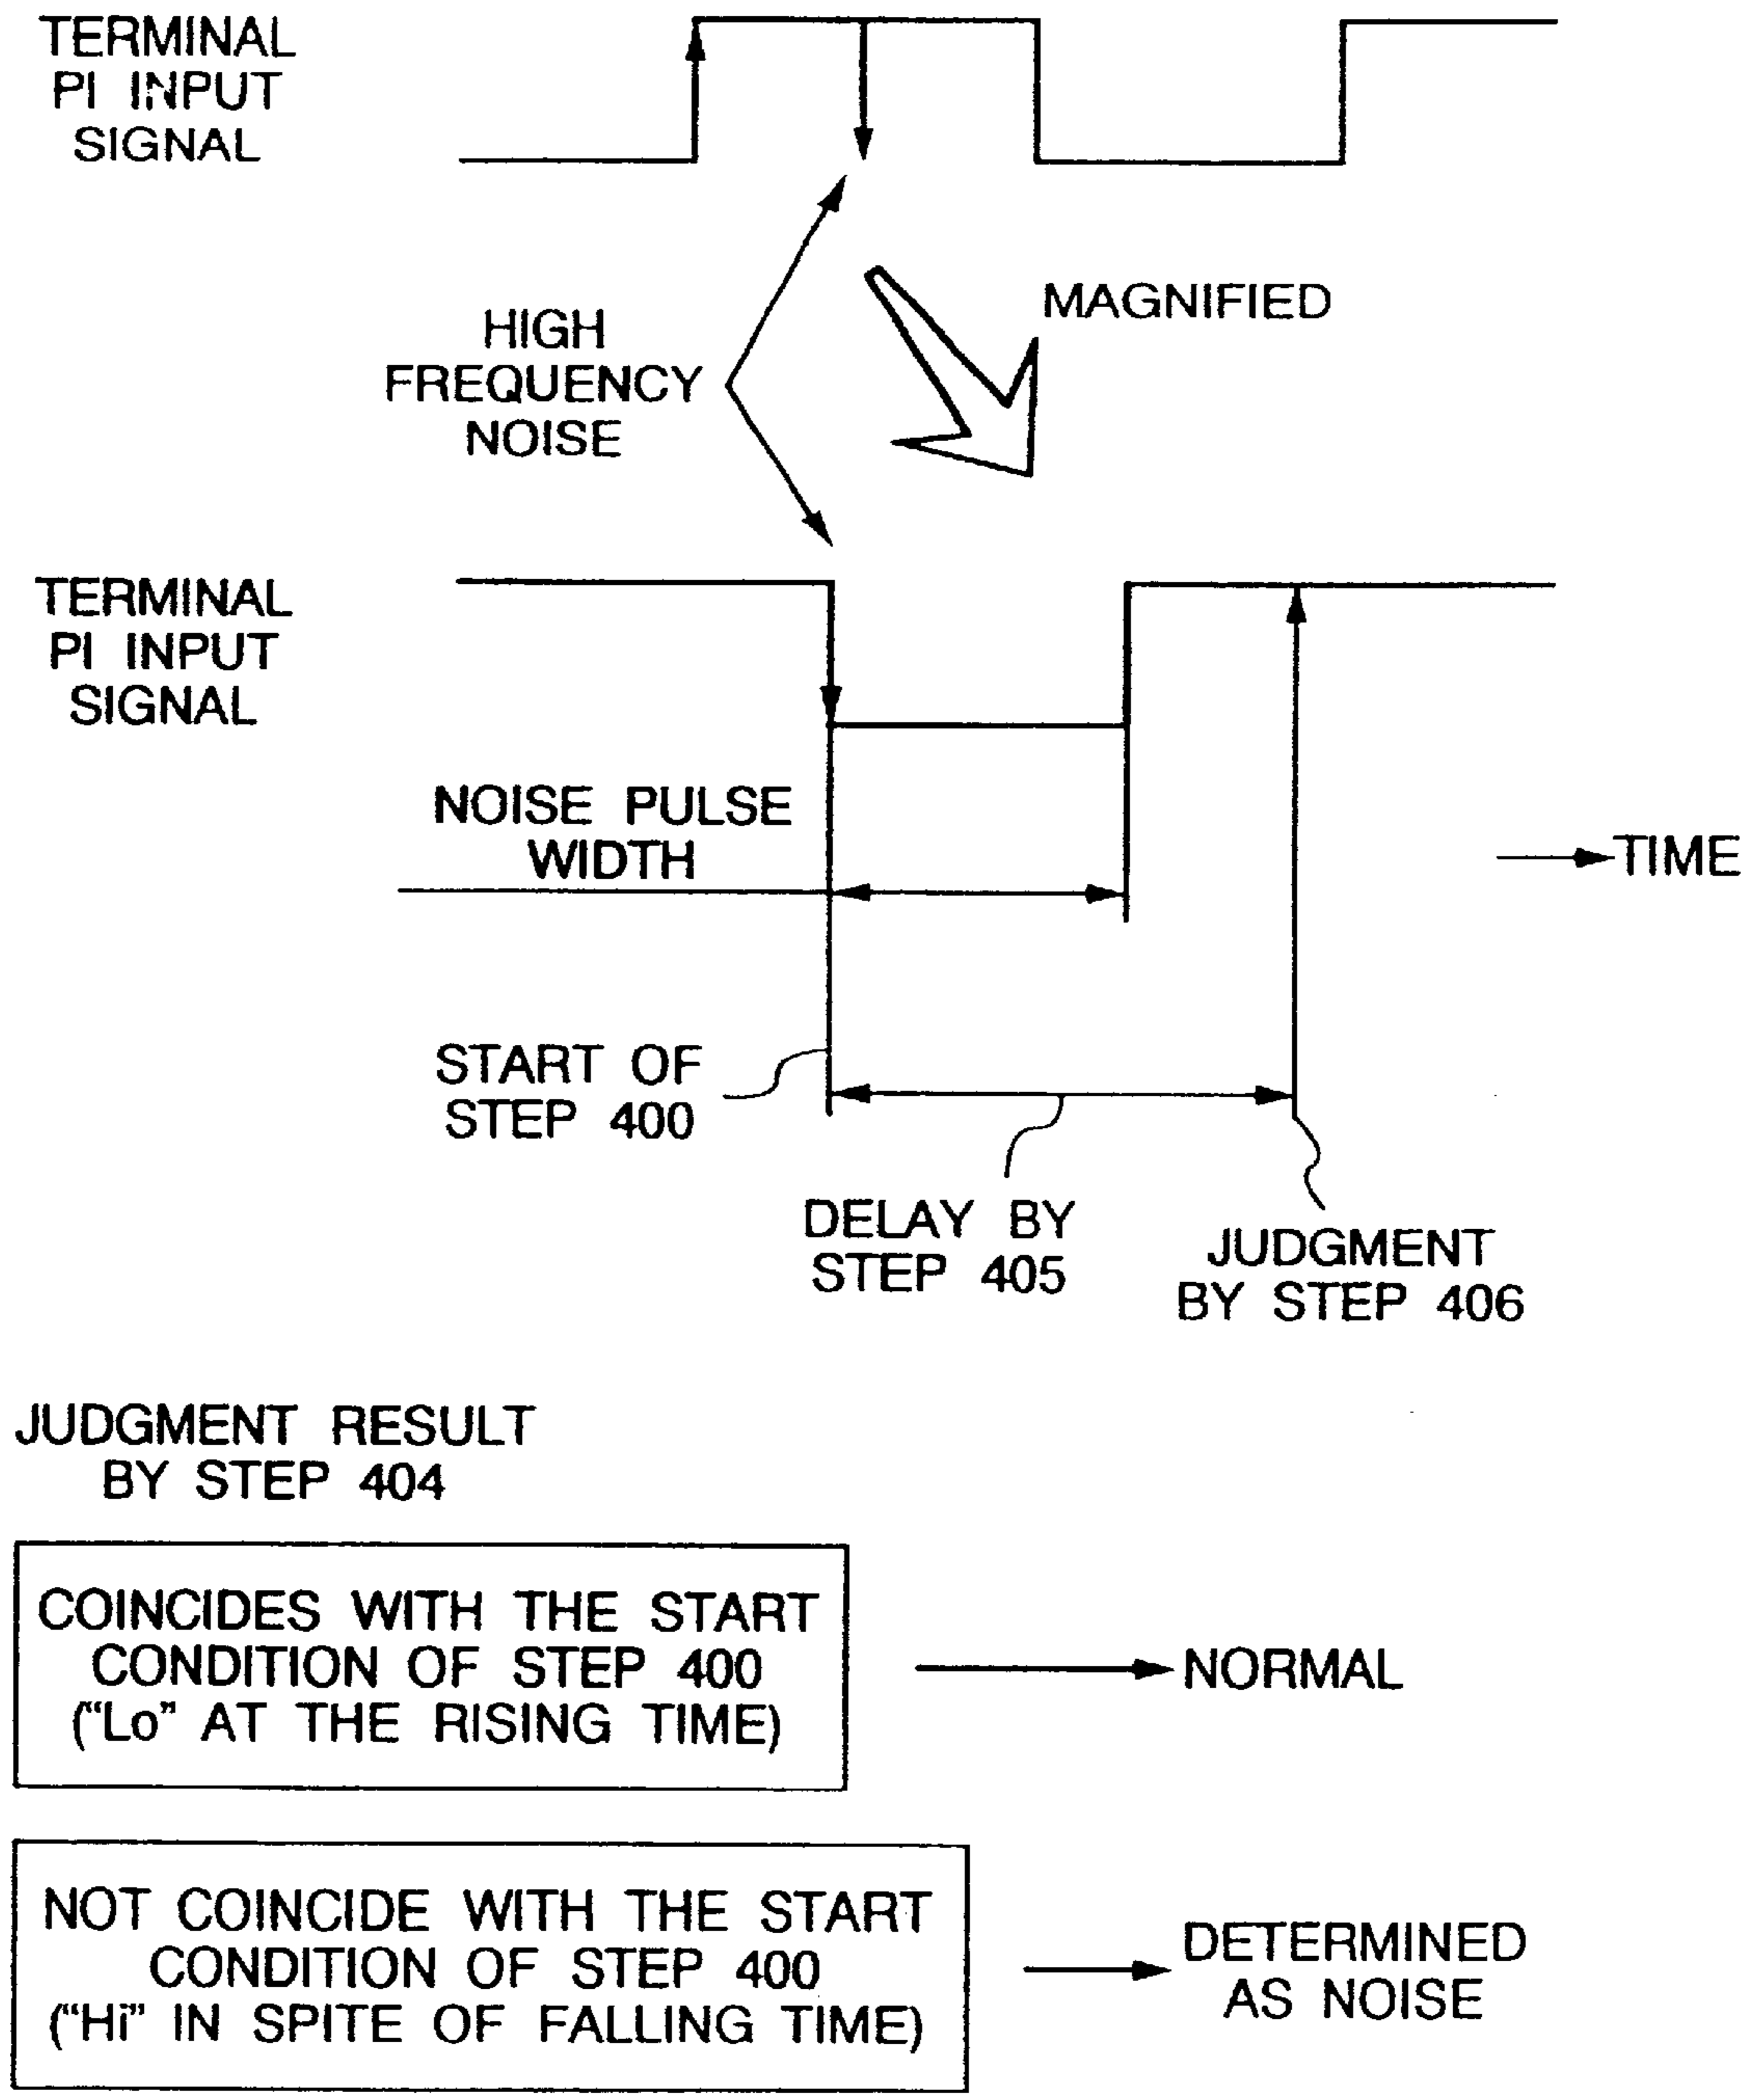 TERMINAL
PI INPUT
SIGNAL
MAGNIFIED
HIGH
FREQUENCY
NOISE
TERMINAL
PI INPUT
SIGNAL
NOISE PULSE
WIDTH
TIME
START OF
STEP 400
DELAY BY
STEP 405
JUDGMENT
BY STEP 406
JUDGMENT RESULT
BY STEP 404
COINCIDES WITH THE START
CONDITION OF STEP 400
(“Lo” AT THE RISING TIME)
NORMAL
NOT COINCIDE WITH THE START
CONDITION OF STEP 400
(“Hi” IN SPITE OF FALLING TIME)
DETERMINED
AS NOISE